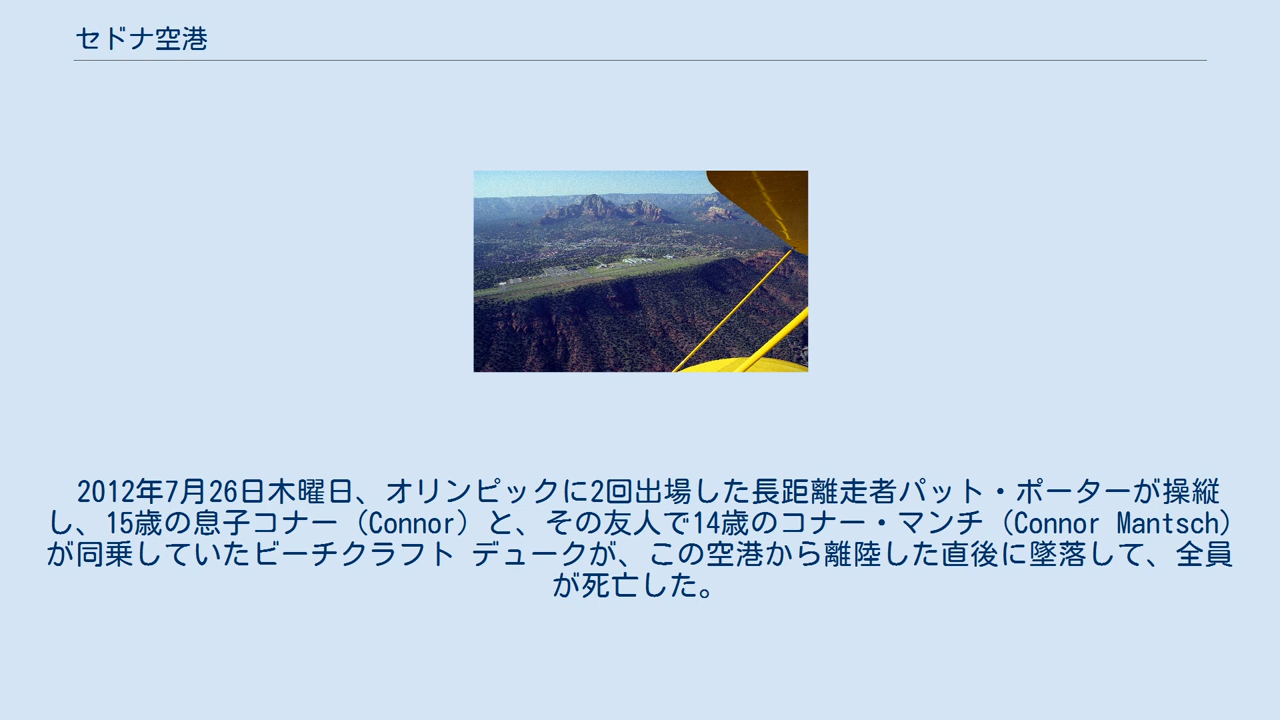 セドナ空港
2012年7月26日木曜日、オリンピックに2回出場した長距離走者パット・ポーターが操縦
し、15歳の息子コナー（Connor）と、その友人で14歳のコナー・マンチ（Connor Mantsch）
が同乗していたビーチクラフト デュークが、この空港から離陸した直後に墜落して、全員
が死亡した。